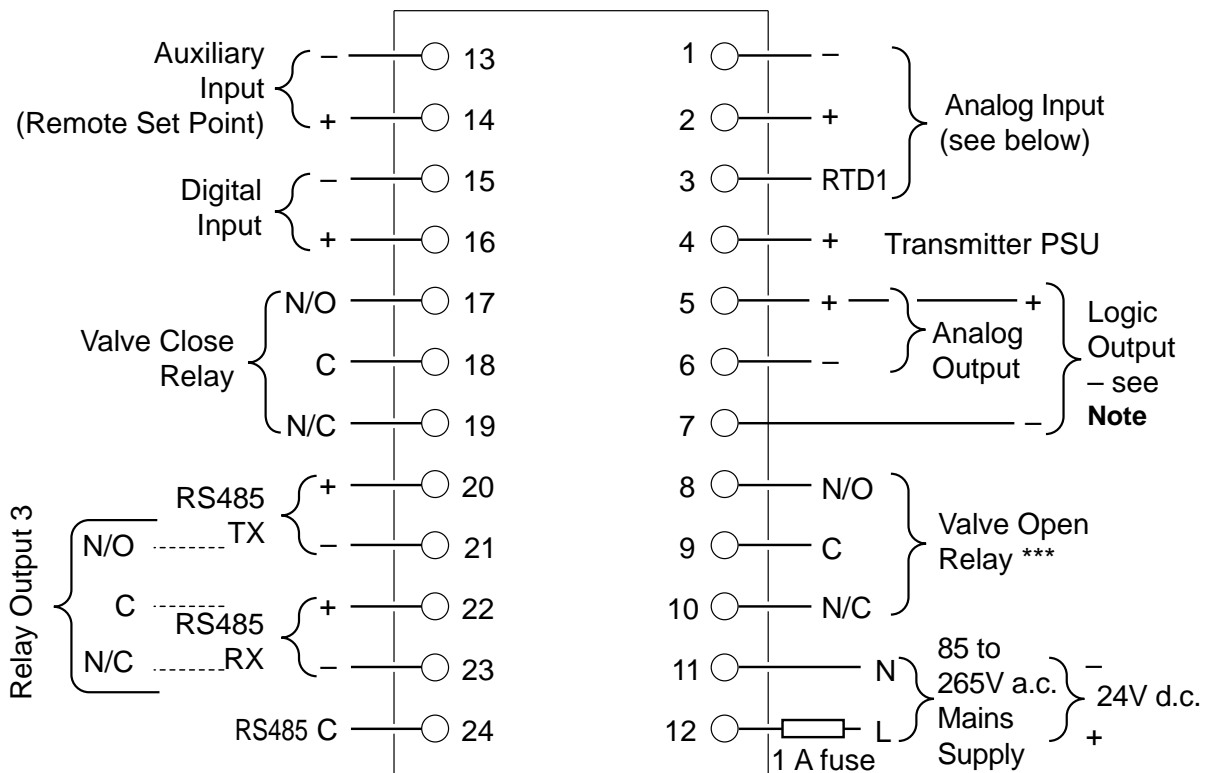 Auxiliary
Input
(Remote Set Point)
– 13
+ 14
Digital
Input
– 15
+ 16
Valve Close
Relay
N/O 17
C 18
N/C 19
RS485
TX
+ 20
– 21
RS485
RX
+ 22
– 23
Relay Output 3
N/O
C
N/C
RS485 C 24
1 –
2 +
3 RTD1
Analog Input
(see below)
4 + Transmitter PSU
5 + +
6 –
Analog
Output
7 –
Logic
Output
– see
Note
8 N/O
9 C
10 N/C
Valve Open
Relay ***
11 N
12 L
1 A fuse
85 to
265V a.c.
Mains
Supply
–
24V d.c.
+